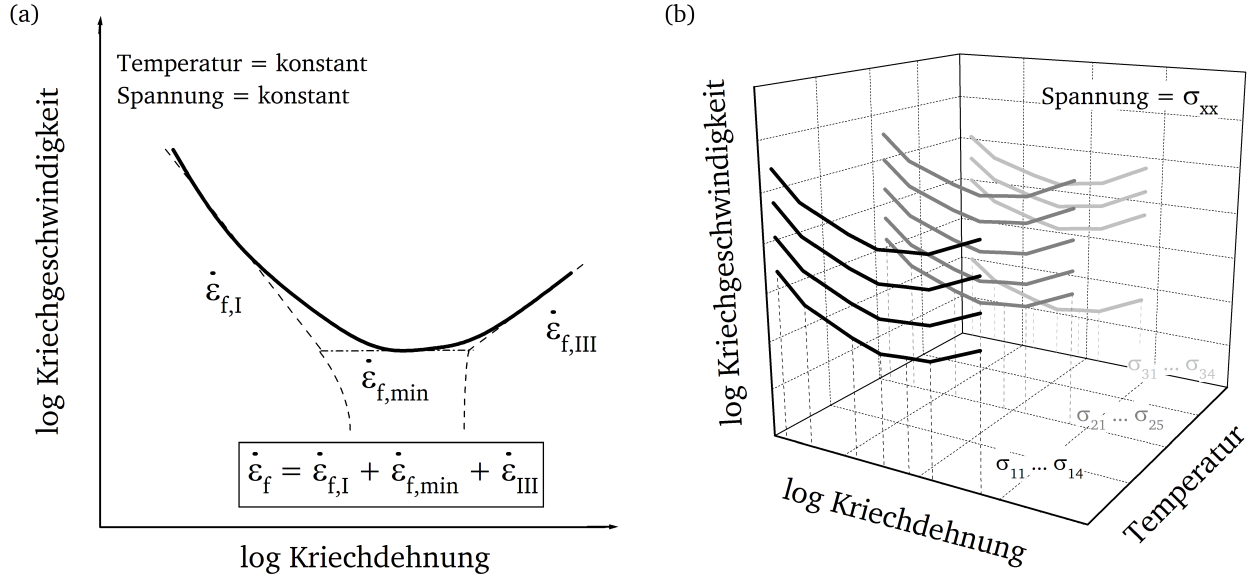 (a)
Temperatur = konstant
Spannung = konstant
log Kriechgeschwindigkeit
ε̇f,I
ε̇f,III
ε̇f,min
ε̇f = ε̇f,I + ε̇f,min + ε̇III
log Kriechdehnung
(b)
Spannung = σxx
log Kriechgeschwindigkeit
σ31 ... σ34
σ21 ... σ25
σ11 ... σ14
log Kriechdehnung
Temperatur